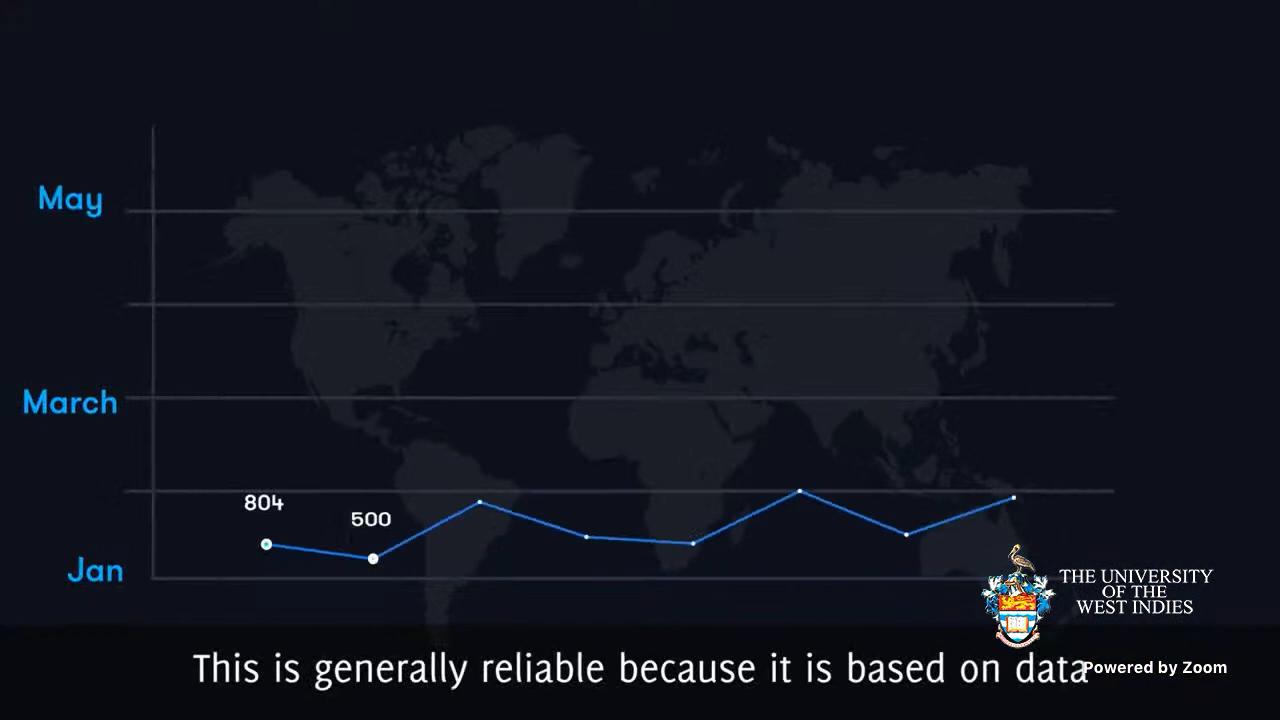 May
March
804
500
Jan
THE UNIVERSITY
OF THE
WEST INDIES
This is generally reliable because it is based on data
Powered by Zoom